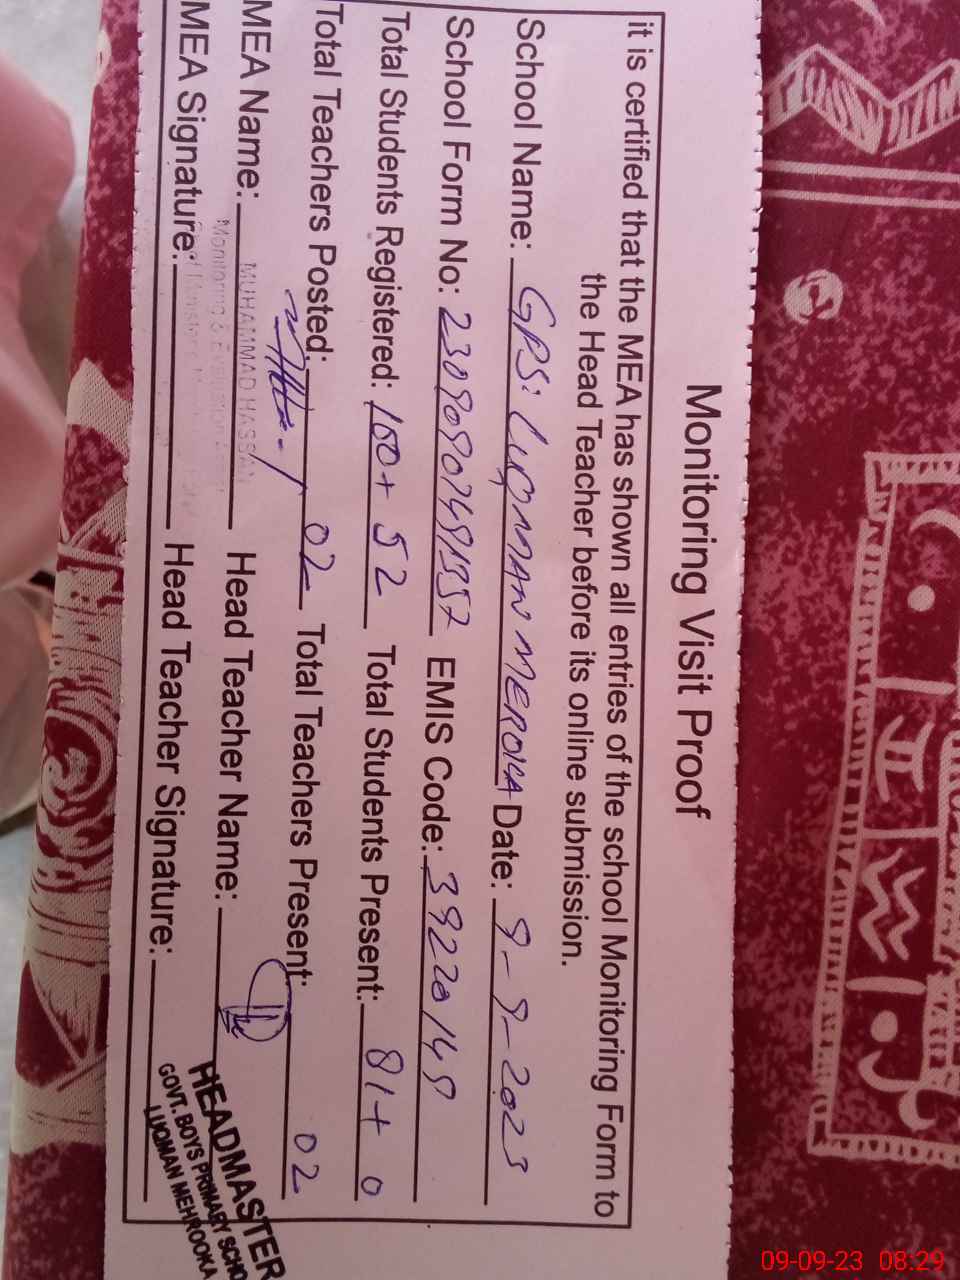 Monitoring Visit Proof
it is certified that the MEA has shown all entries of the school Monitoring Form to
the Head Teacher before its online submission.
School Name: GPS: LUQMAN MEROKA Date: 9-9-2023
School Form No: EMIS Code: 39220149
Total Students Registered: 100+ 52 Total Students Present: 81+ 0
Total Teachers Posted: 02 Total Teachers Present: 02
MEA Name: MUHAMMAD HASSAN Head Teacher Name:
MEA Signature: Monitoring & Head Teacher Signature:
HEADMASTER
GOVT. BOYS PRIMARY SCHO
LUQMAN MEHROOKA
09-09-23 08:29